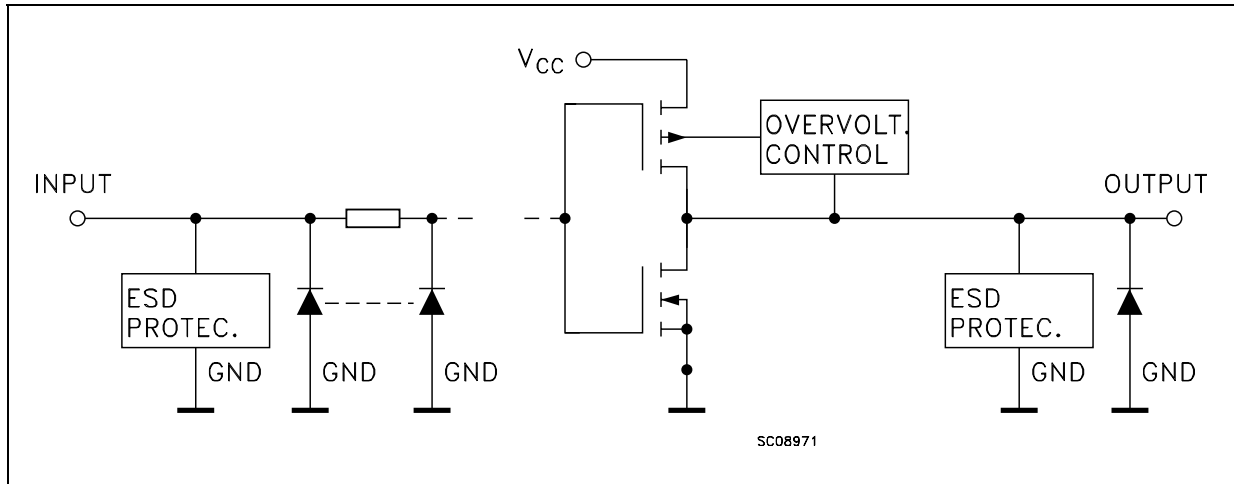 VCC
OVERVOLT.
CONTROL
INPUT
OUTPUT
ESD
PROTEC.
ESD
PROTEC.
GND
GND
GND
GND
GND
SC08971